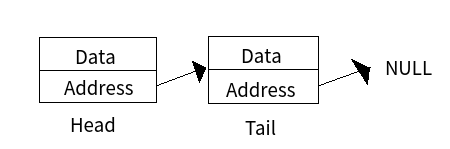 Data
Address
Head
Data
Address
Tail
NULL